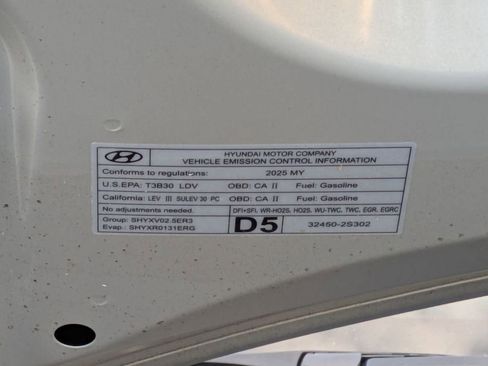 HYUNDAI MOTOR COMPANY
VEHICLE EMISSION CONTROL INFORMATION
Conforms to regulations: 2025 MY
U.S.EPA: T3B30 LDV OBD: CA II Fuel: Gasoline
California: LEV III SULEV 30 PC OBD: CA II Fuel: Gasoline
No adjustments needed. DFI+SFI, WR-HO2S, HO2S, WU-TWC, TWC, EGR, EGRC
Group: SHYXV02.5ER3
Evap.: SHYXR0131ERG
D5 32450-2S302